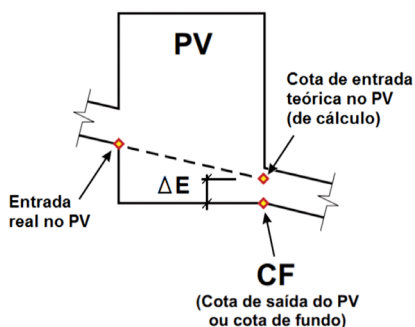 PV
Cota de entrada
teórica no PV
(de cálculo)
Entrada
real no PV
ΔE
CF
(Cota de saída do PV
ou cota de fundo)